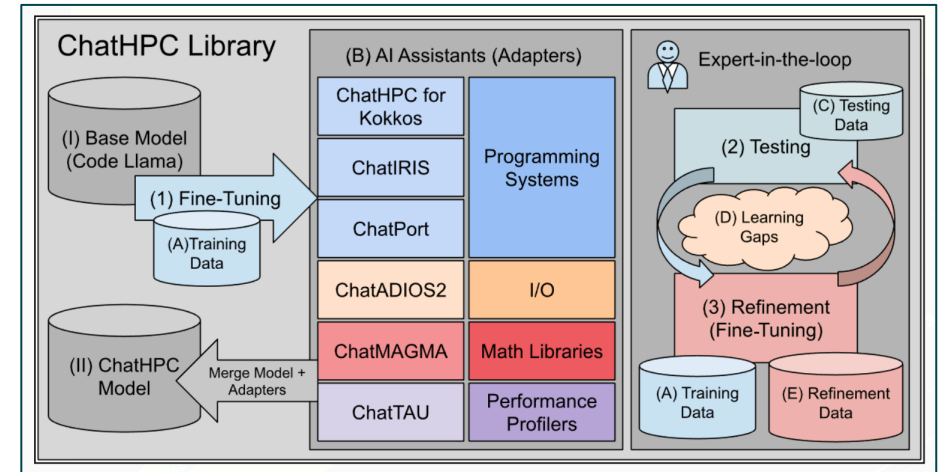 ChatHPC Library
(I) Base Model
(Code Llama)
(1) Fine-Tuning
(A)Training
Data
(II) ChatHPC
Model
Merge Model +
Adapters
(B) AI Assistants (Adapters)
ChatHPC for
Kokkos
ChatIRIS
ChatPort
Programming
Systems
ChatADIOS2
I/O
ChatMAGMA
Math Libraries
ChatTAU
Performance
Profilers
Expert-in-the-loop
(C) Testing
Data
(2) Testing
(D) Learning
Gaps
(3) Refinement
(Fine-Tuning)
(A) Training
Data
(E) Refinement
Data